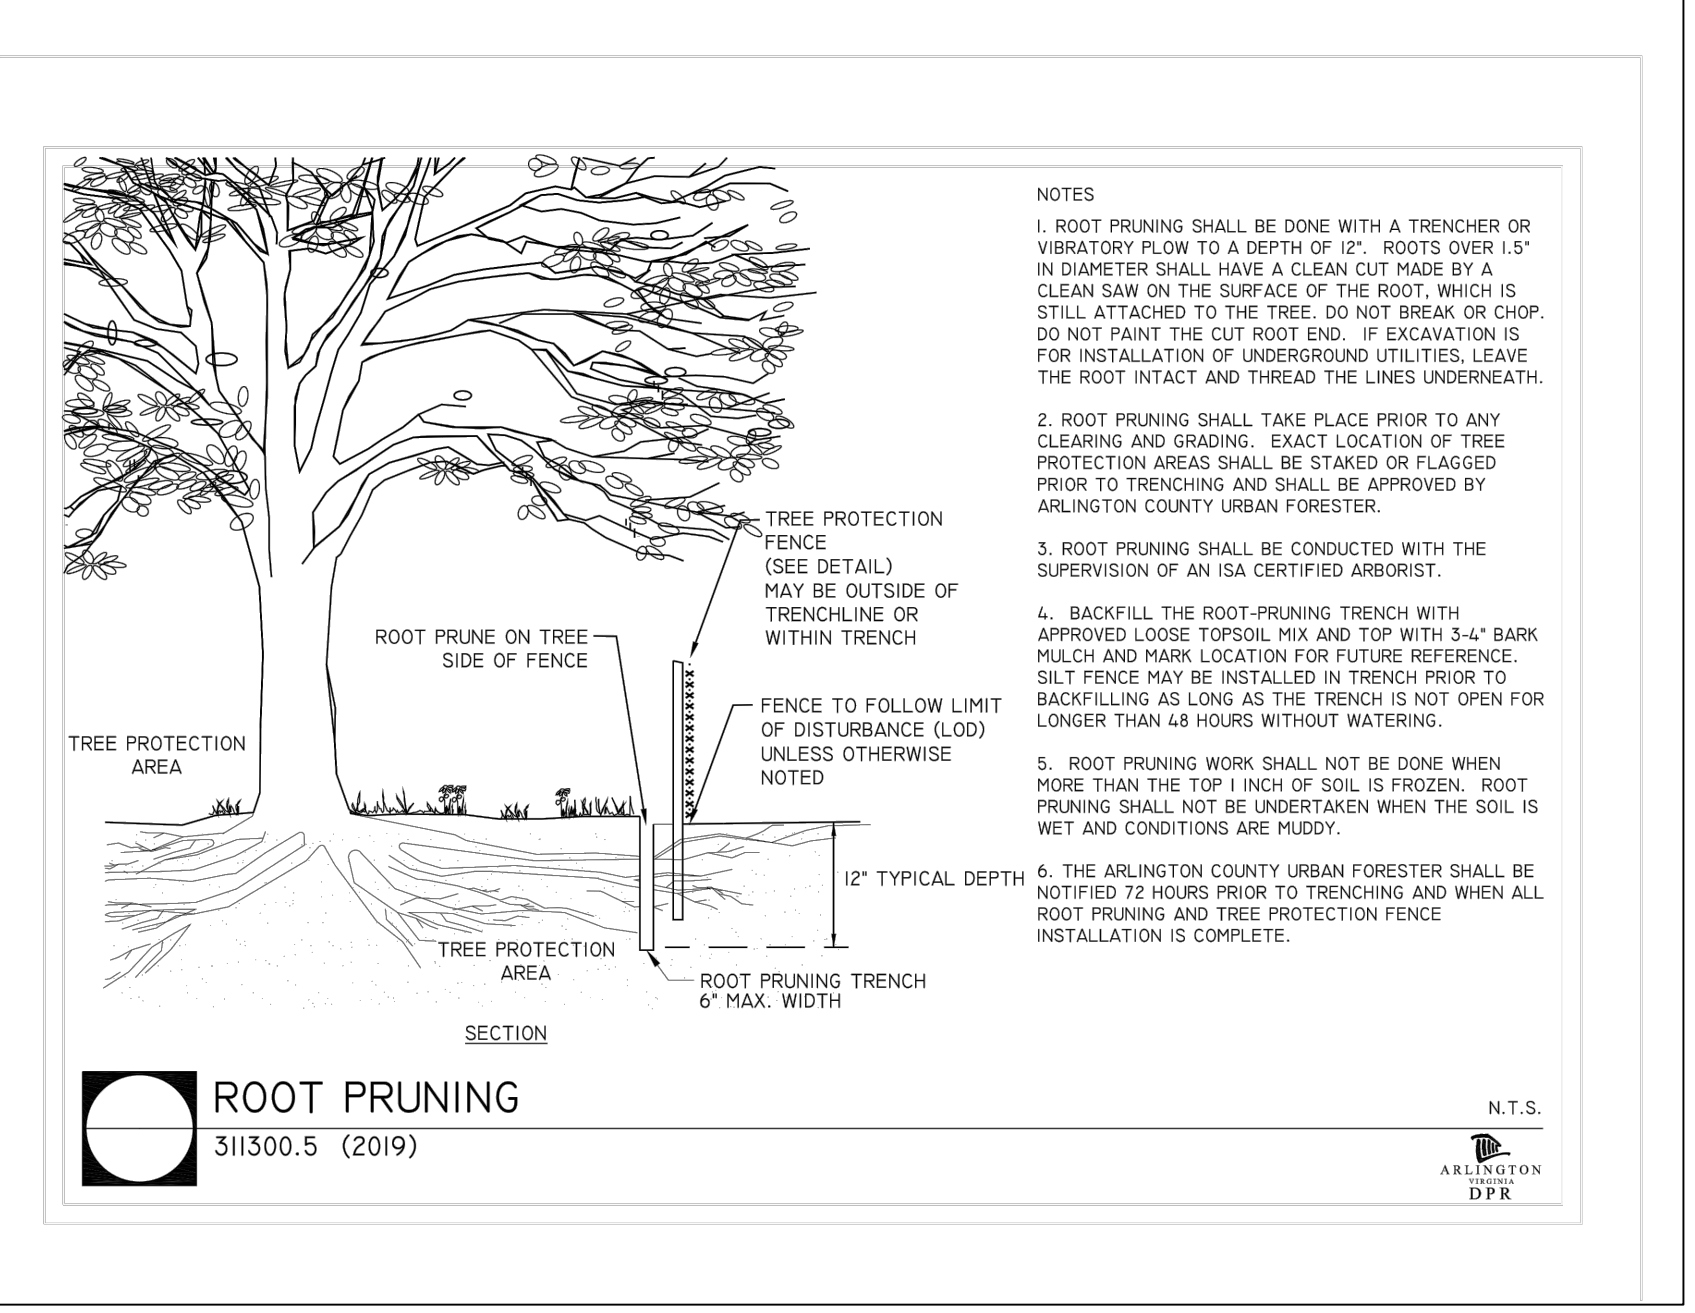 NOTES
1. ROOT PRUNING SHALL BE DONE WITH A TRENCHER OR
VIBRATORY PLOW TO A DEPTH OF 12". ROOTS OVER 1.5"
IN DIAMETER SHALL HAVE A CLEAN CUT MADE BY A
CLEAN SAW ON THE SURFACE OF THE ROOT, WHICH IS
STILL ATTACHED TO THE TREE. DO NOT BREAK OR CHOP.
DO NOT PAINT THE CUT ROOT END. IF EXCAVATION IS
FOR INSTALLATION OF UNDERGROUND UTILITIES, LEAVE
THE ROOT INTACT AND THREAD THE LINES UNDERNEATH.
2. ROOT PRUNING SHALL TAKE PLACE PRIOR TO ANY
CLEARING AND GRADING. EXACT LOCATION OF TREE
PROTECTION AREAS SHALL BE STAKED OR FLAGGED
PRIOR TO TRENCHING AND SHALL BE APPROVED BY
ARLINGTON COUNTY URBAN FORESTER.
3. ROOT PRUNING SHALL BE CONDUCTED WITH THE
SUPERVISION OF AN ISA CERTIFIED ARBORIST.
4. BACKFILL THE ROOT-PRUNING TRENCH WITH
APPROVED LOOSE TOPSOIL MIX AND TOP WITH 3-4" BARK
MULCH AND MARK LOCATION FOR FUTURE REFERENCE.
SILT FENCE MAY BE INSTALLED IN TRENCH PRIOR TO
BACKFILLING AS LONG AS THE TRENCH IS NOT OPEN FOR
LONGER THAN 48 HOURS WITHOUT WATERING.
5. ROOT PRUNING WORK SHALL NOT BE DONE WHEN
MORE THAN THE TOP 1 INCH OF SOIL IS FROZEN. ROOT
PRUNING SHALL NOT BE UNDERTAKEN WHEN THE SOIL IS
WET AND CONDITIONS ARE MUDDY.
6. THE ARLINGTON COUNTY URBAN FORESTER SHALL BE
NOTIFIED 72 HOURS PRIOR TO TRENCHING AND WHEN ALL
ROOT PRUNING AND TREE PROTECTION FENCE
INSTALLATION IS COMPLETE.
TREE PROTECTION
FENCE
(SEE DETAIL)
MAY BE OUTSIDE OF
TRENCHLINE OR
WITHIN TRENCH
ROOT PRUNE ON TREE
SIDE OF FENCE
FENCE TO FOLLOW LIMIT
OF DISTURBANCE (LOD)
UNLESS OTHERWISE
NOTED
TREE PROTECTION
AREA
12" TYPICAL DEPTH
TREE PROTECTION
AREA
ROOT PRUNING TRENCH
6" MAX. WIDTH
SECTION
ROOT PRUNING
N.T.S.
311300.5 (2019)
ARLINGTON
VIRGINIA
DPR